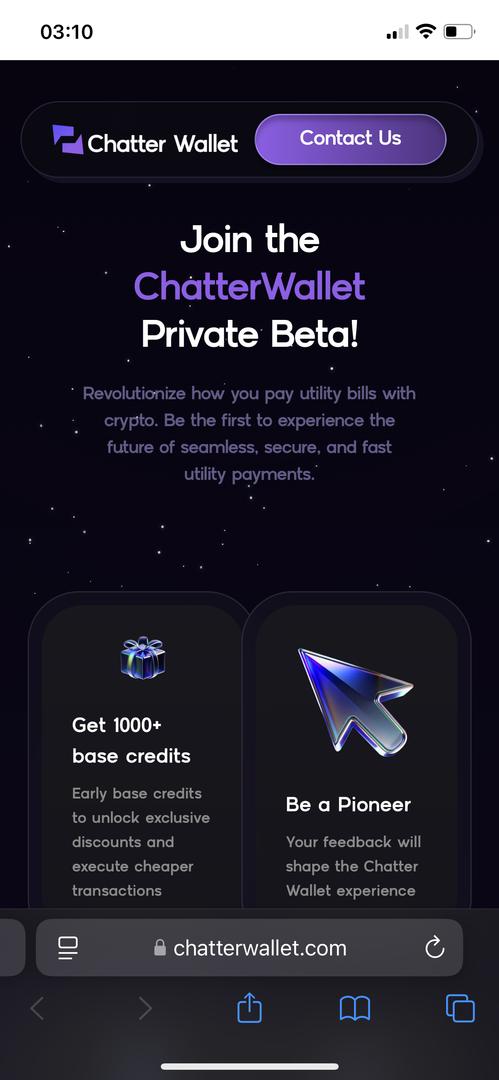 03:10
Chatter Wallet
Contact Us
Join the
ChatterWallet
Private Beta!
Revolutionize how you pay utility bills with
crypto. Be the first to experience the
future of seamless, secure, and fast
utility payments.
Get 1000+
base credits
Early base credits
to unlock exclusive
discounts and
execute cheaper
transactions
Be a Pioneer
Your feedback will
shape the Chatter
Wallet experience
chatterwallet.com